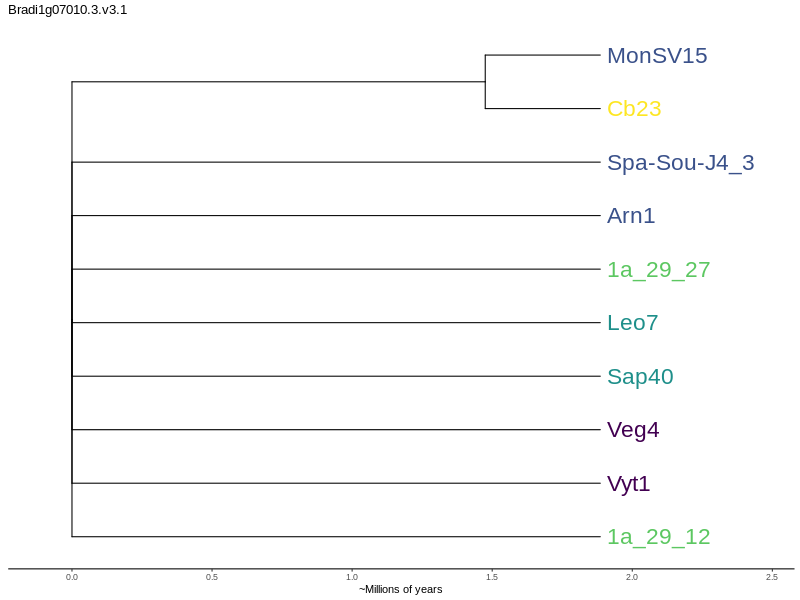 Bradi1g07010.3.v3.1
MonSV15
Cb23
Spa-Sou-J4_3
Arn1
1a_29_27
Leo7
Sap40
Veg4
Vyt1
1a_29_12
0.0 0.5 1.0 1.5 2.0 2.5
~Millions of years